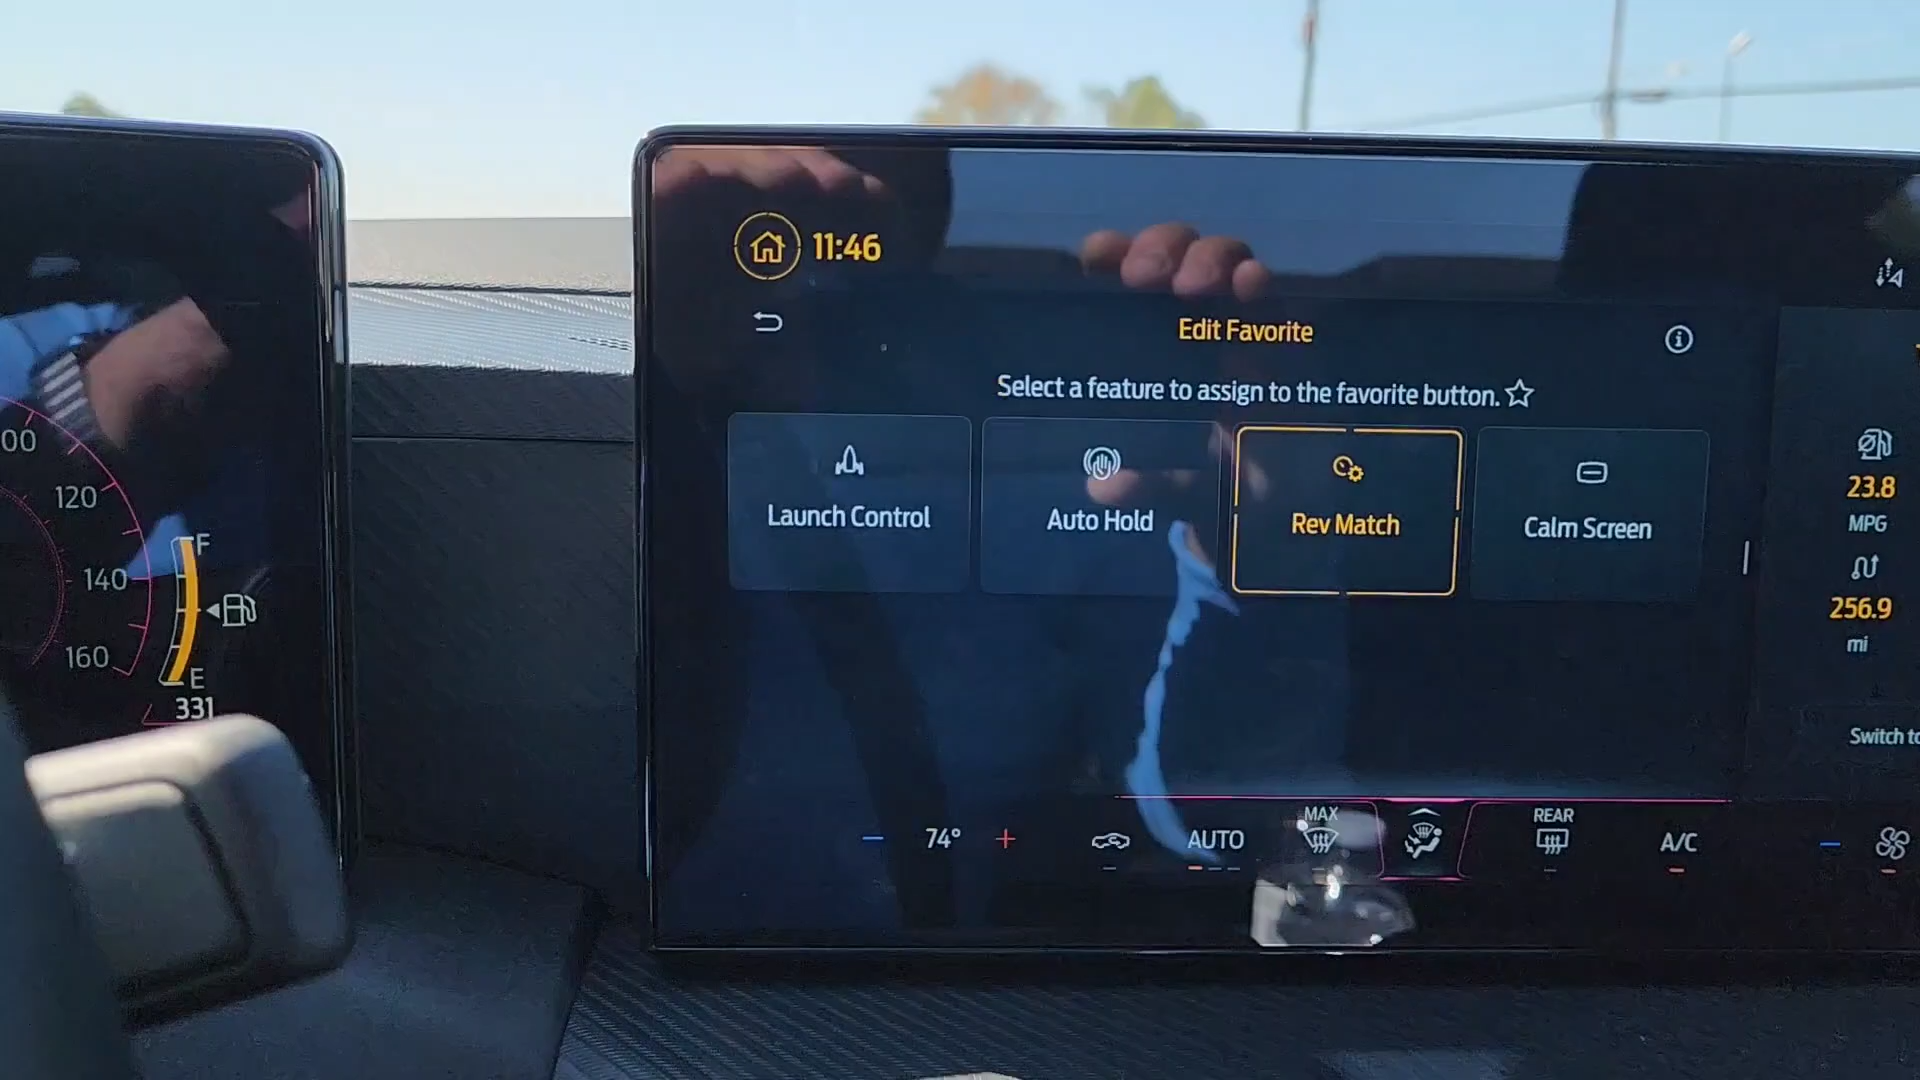 11:46
Edit Favorite
Select a feature to assign to the favorite button.
Launch Control
Auto Hold
Rev Match
Calm Screen
23.8
MPG
256.9
mi
Switch to
00
120
140
160
F
E
331
74°
AUTO
MAX
REAR
A/C